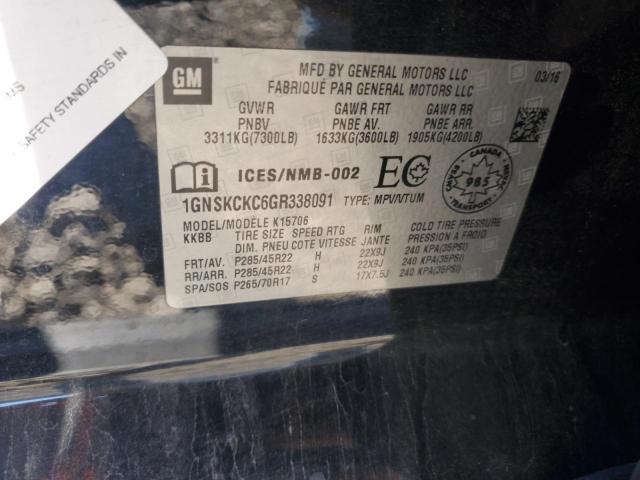 US
SAFETY STANDARDS IN
GM
MFD BY GENERAL MOTORS LLC
03/16
FABRIQUÉ PAR GENERAL MOTORS LLC
GVWR GAWR FRT GAWR RR
PNBV PNBE AV. PNBE ARR.
3311KG(7300LB) 1633KG(3600LB) 1905KG(4200LB)
ICES/NMB-002 EC CANADA 985
1GNSKCKC6GR338091 TYPE: MPV/VTUM
MODEL/MODÈLE K15706
KKBB TIRE SIZE SPEED RTG RIM COLD TIRE PRESSURE
DIM. PNEU COTE VITESSE JANTE PRESSION A FROID
FRT/AV. P285/45R22 H 22X9J 240 KPA(35PSI)
RR/ARR. P285/45R22 H 22X9J 240 KPA(35PSI)
SPA/SOS P265/70R17 S 17X7.5J 240 KPA(35PSI)